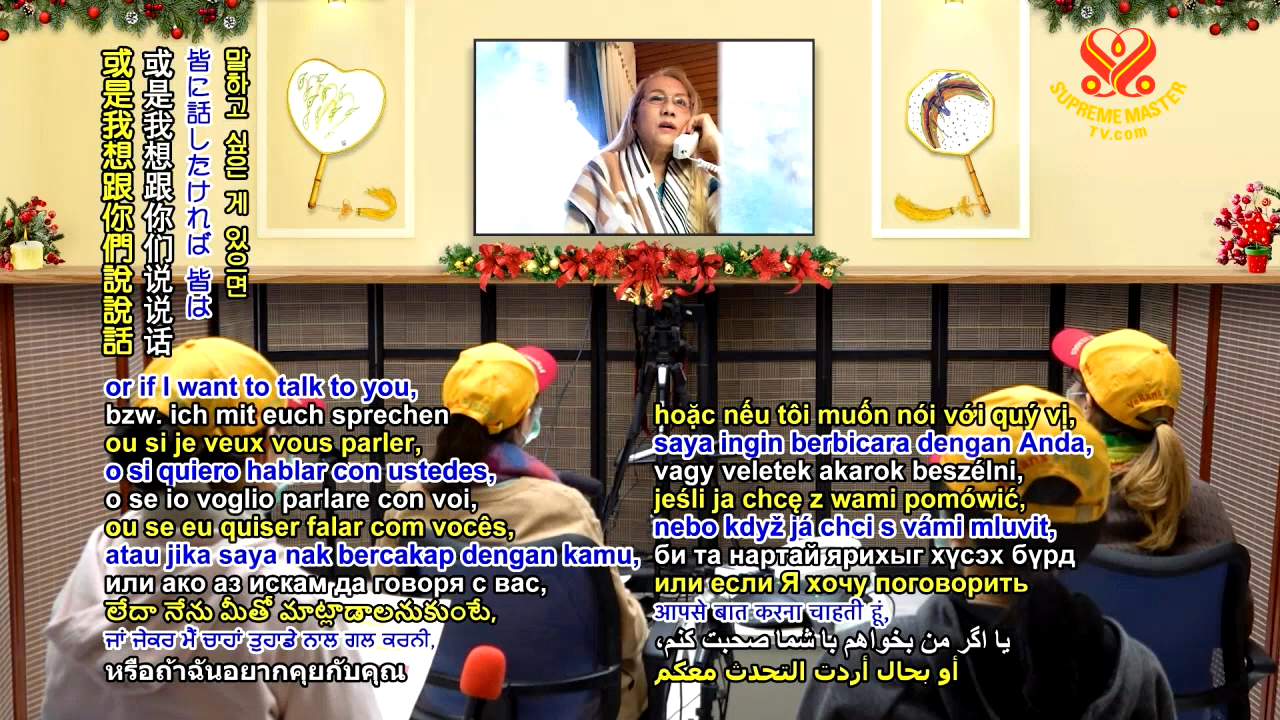 或是我想跟你們說說話
或是我想跟你们说说话
皆に話したければ 皆は
말하고 싶은 게 있으면
SUPREME MASTER
TV.com
or if I want to talk to you,
bzw. ich mit euch sprechen
ou si je veux vous parler,
o si quiero hablar con ustedes,
o se io voglio parlare con voi,
ou se eu quiser falar com vocês,
atau jika saya nak bercakap dengan kamu,
или ако аз искам да говоря с вас,
లేదా నేను మీతో మాట్లాడాలనుకుంటే,
ਜਾਂ ਜੇਕਰ ਮੈਂ ਚਾਹਾਂ ਤੁਹਾਡੇ ਨਾਲ ਗਲ ਕਰਨੀ,
หรือถ้าฉันอยากคุยกับคุณ
hoặc nếu tôi muốn nói với quý vị,
saya ingin berbicara dengan Anda,
vagy veletek akarok beszélni,
jeśli ja chcę z wami pomówić,
nebo když já chci s vámi mluvit,
би та нартай ярихыг хүсэх бүрд
или если Я хочу поговорить
आपसे बात करना चाहती हूं,
یا اگر من بخواهم با شما صحبت کنم،
أو بحال أردت التحدث معكم